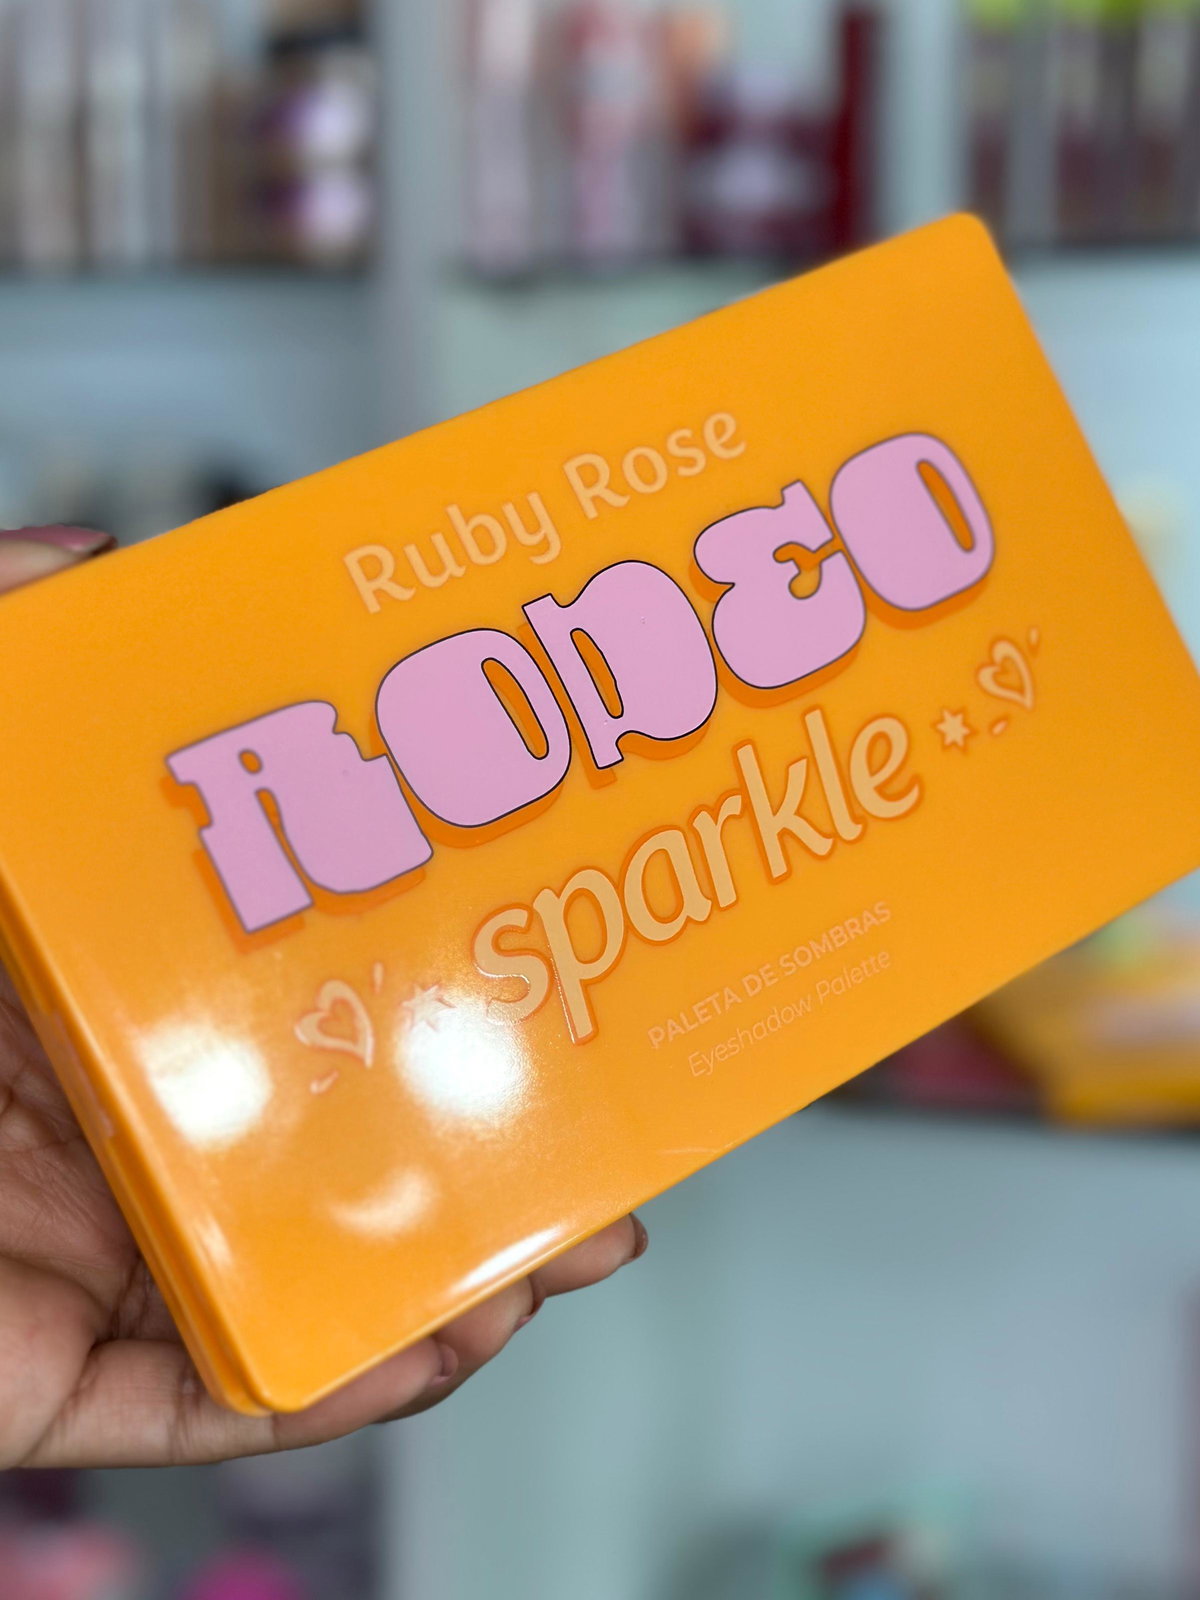 Ruby Rose
RODEO
sparkle
PALETA DE SOMBRAS
Eyeshadow Palette